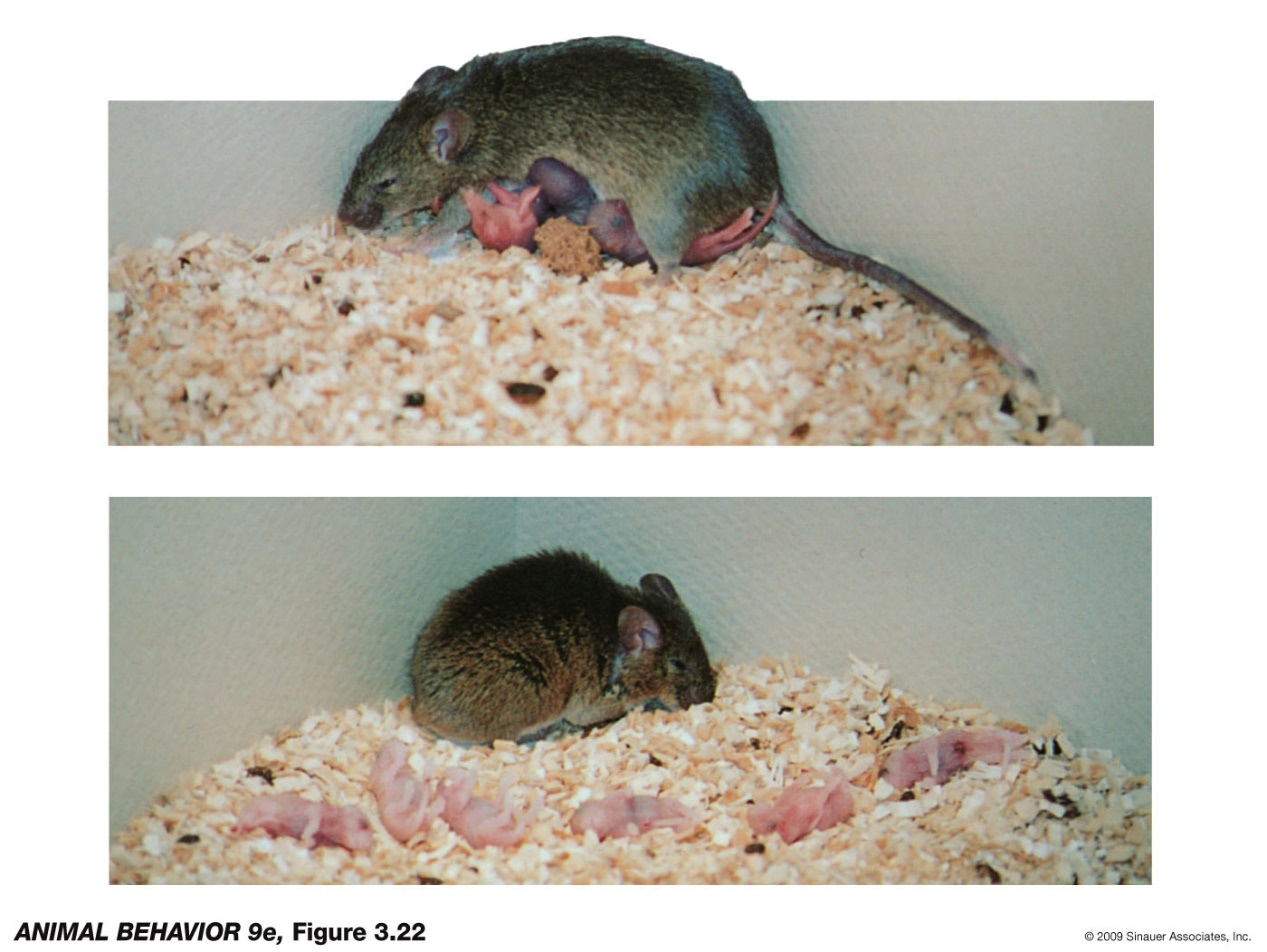 ANIMAL BEHAVIOR 9e, Figure 3.22
© 2009 Sinauer Associates, Inc.